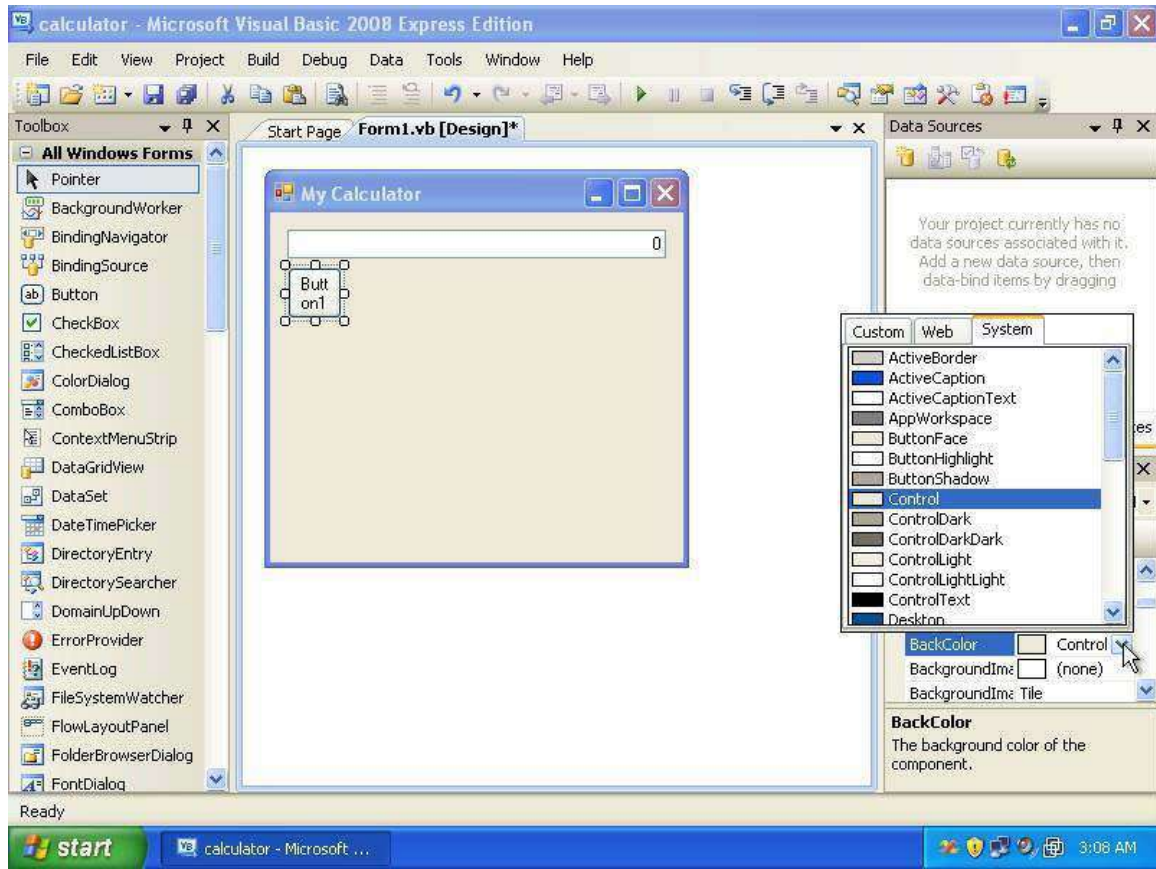 calculator - Microsoft Visual Basic 2008 Express Edition
File Edit View Project Build Debug Data Tools Window Help
Toolbox
All Windows Forms
Pointer
BackgroundWorker
BindingNavigator
BindingSource
Button
CheckBox
CheckedListBox
ColorDialog
ComboBox
ContextMenuStrip
DataGridView
DataSet
DateTimePicker
DirectoryEntry
DirectorySearcher
DomainUpDown
ErrorProvider
EventLog
FileSystemWatcher
FlowLayoutPanel
FolderBrowserDialog
FontDialog
Start Page Form1.vb [Design]*
My Calculator
0
Butt
on1
Data Sources
Your project currently has no
data sources associated with it.
Add a new data source, then
data-bind items by dragging
Custom Web System
ActiveBorder
ActiveCaption
ActiveCaptionText
AppWorkspace
ButtonFace
ButtonHighlight
ButtonShadow
Control
ControlDark
ControlDarkDark
ControlLight
ControlLightLight
ControlText
Desktop
BackColor Control
BackgroundIma (none)
BackgroundIma Tile
BackColor
The background color of the
component.
Ready
start calculator - Microsoft ... 3:08 AM